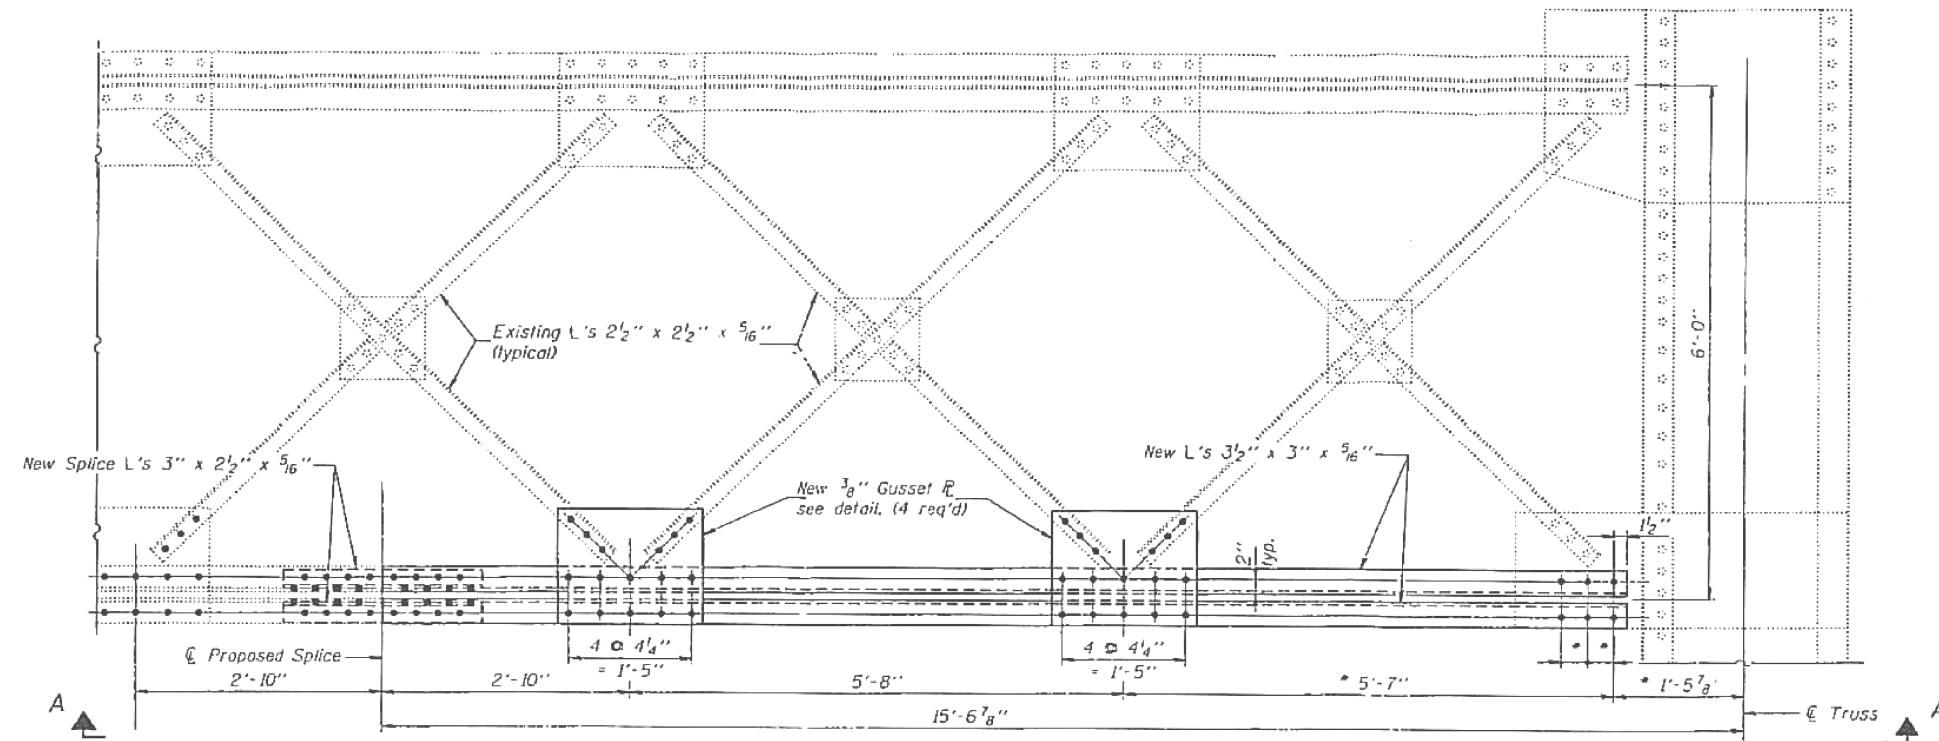 Existing L's 2½" x 2½" x 5/16"
(typical)
6'-0"
New Splice L's 3" x 2½" x 5/16"
New 3/8" Gusset ℙL
see detail. (4 req'd)
New L's 3½" x 3" x 5/16"
1½"
2"
typ.
℄ Proposed Splice
4 @ 4¼"
= 1'-5"
4 @ 4¼"
= 1'-5"
* *
2'-10"
2'-10"
5'-8"
* 5'-7"
* 1'-5⅞"
A
15'-6⅞"
℄ Truss
A